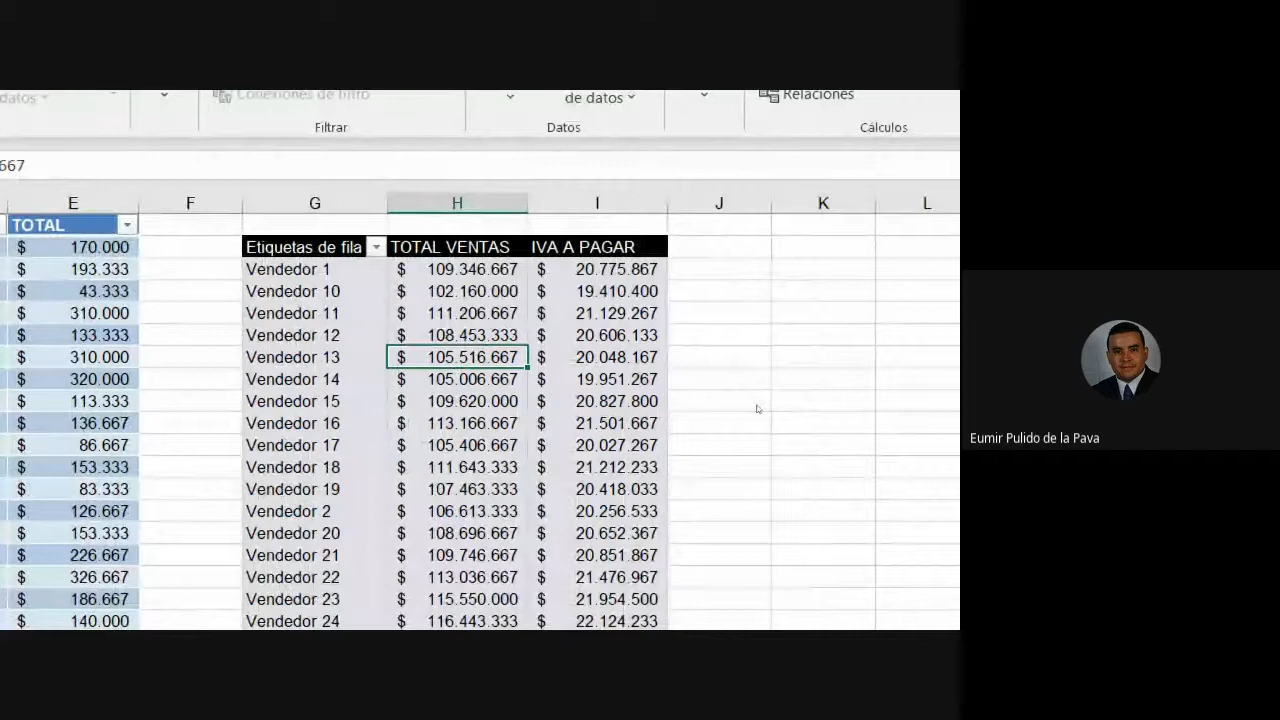 datos
Conexiones de filtro
de datos
Relaciones
Filtrar
Datos
Cálculos
667
E F G H I J K L
TOTAL
$ 170.000 Etiquetas de fila TOTAL VENTAS IVA A PAGAR
$ 193.333 Vendedor 1 $ 109.346.667 $ 20.775.867
$ 43.333 Vendedor 10 $ 102.160.000 $ 19.410.400
$ 310.000 Vendedor 11 $ 111.206.667 $ 21.129.267
$ 133.333 Vendedor 12 $ 108.453.333 $ 20.606.133
$ 310.000 Vendedor 13 $ 105.516.667 $ 20.048.167
$ 320.000 Vendedor 14 $ 105.006.667 $ 19.951.267
$ 113.333 Vendedor 15 $ 109.620.000 $ 20.827.800
$ 136.667 Vendedor 16 $ 113.166.667 $ 21.501.667
$ 86.667 Vendedor 17 $ 105.406.667 $ 20.027.267
$ 153.333 Vendedor 18 $ 111.643.333 $ 21.212.233
$ 83.333 Vendedor 19 $ 107.463.333 $ 20.418.033
$ 126.667 Vendedor 2 $ 106.613.333 $ 20.256.533
$ 153.333 Vendedor 20 $ 108.696.667 $ 20.652.367
$ 226.667 Vendedor 21 $ 109.746.667 $ 20.851.867
$ 326.667 Vendedor 22 $ 113.036.667 $ 21.476.967
$ 186.667 Vendedor 23 $ 115.550.000 $ 21.954.500
$ 140.000 Vendedor 24 $ 116.443.333 $ 22.124.233
Eumir Pulido de la Pava